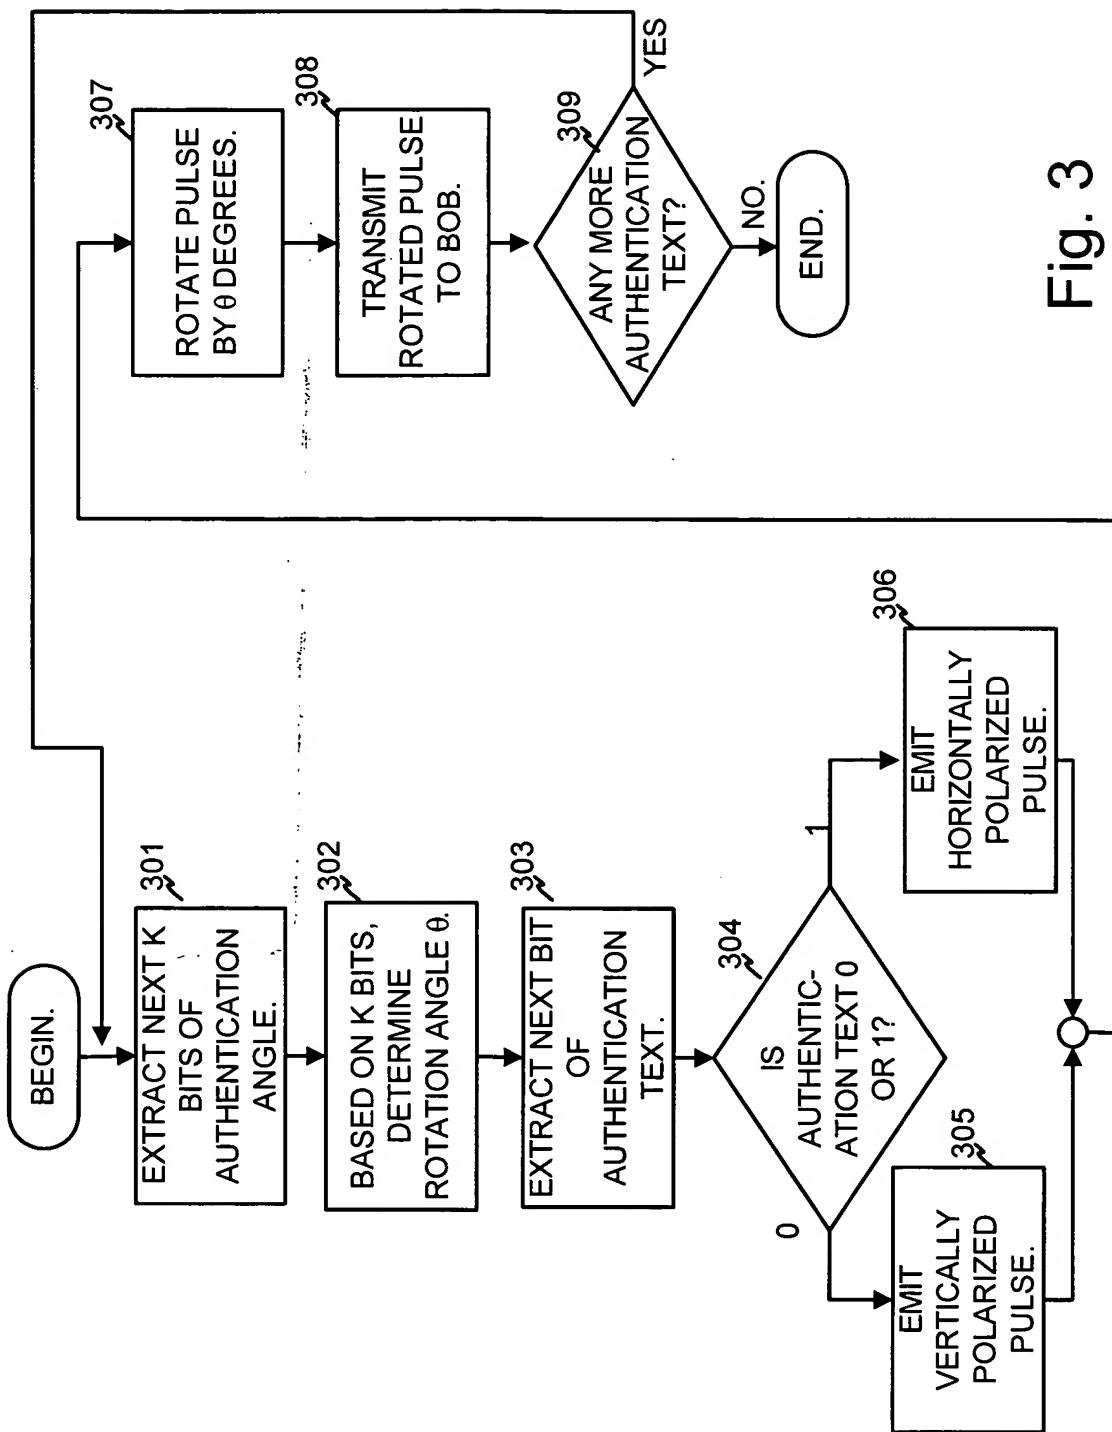 BEGIN.
301
EXTRACT NEXT K
BITS OF
AUTHENTICATION
ANGLE.
302
BASED ON K BITS,
DETERMINE
ROTATION ANGLE θ.
303
EXTRACT NEXT BIT
OF
AUTHENTICATION
TEXT.
304
IS
AUTHENTIC-
ATION TEXT 0
OR 1?
0
1
305
EMIT
VERTICALLY
POLARIZED
PULSE.
306
EMIT
HORIZONTALLY
POLARIZED
PULSE.
307
ROTATE PULSE
BY θ DEGREES.
308
TRANSMIT
ROTATED PULSE
TO BOB.
309
ANY MORE
AUTHENTICATION
TEXT?
YES
NO.
END.
Fig. 3